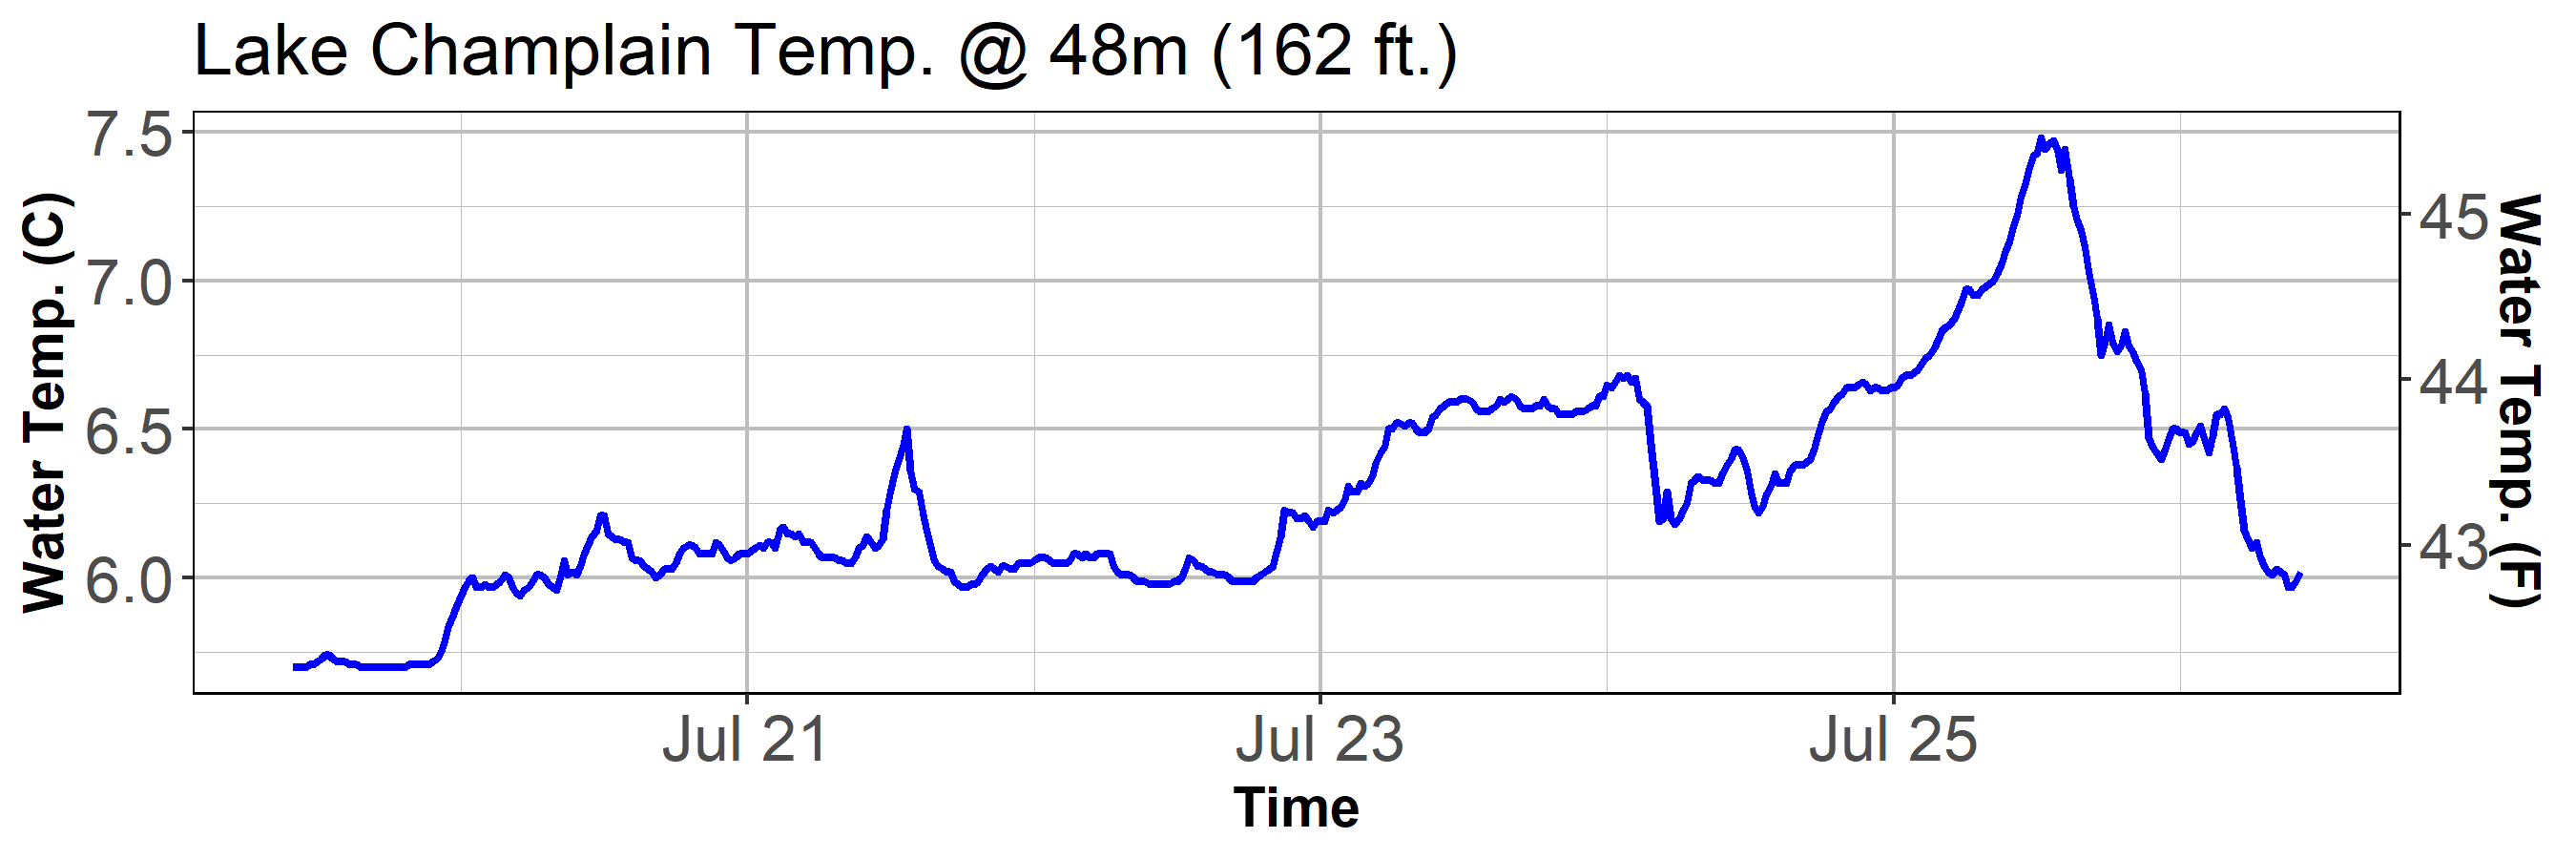 Lake Champlain Temp. @ 48m (162 ft.)
Water Temp. (C)
7.5
7.0
6.5
6.0
45
44
43
Water Temp. (F)
Jul 21
Jul 23
Jul 25
Time